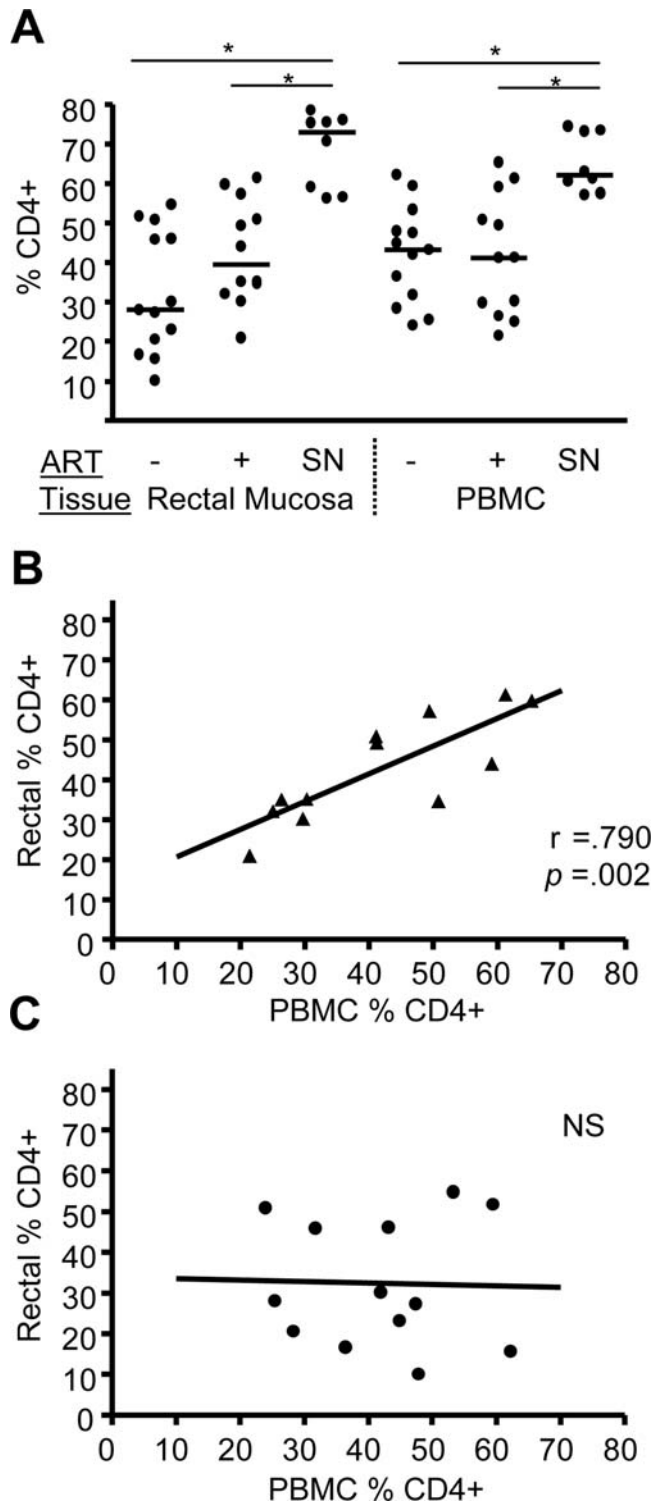 A
* *
* *
80
70
60
50
40
30
20
10
% CD4+
ART - + SN - + SN
Tissue Rectal Mucosa PBMC
B
80
70
60
50
40
30
20
10
0
Rectal % CD4+
r =.790
p =.002
0 10 20 30 40 50 60 70 80
PBMC % CD4+
C
80
70
60
50
40
30
20
10
0
Rectal % CD4+
NS
0 10 20 30 40 50 60 70 80
PBMC % CD4+